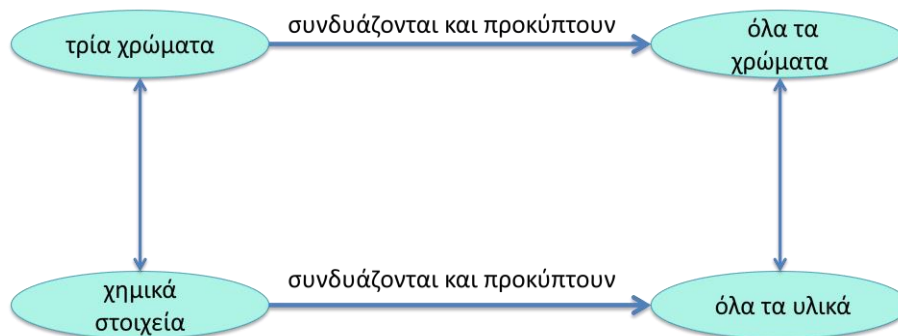 τρία χρώματα
συνδυάζονται και προκύπτουν
όλα τα
χρώματα
χημικά
στοιχεία
συνδυάζονται και προκύπτουν
όλα τα υλικά